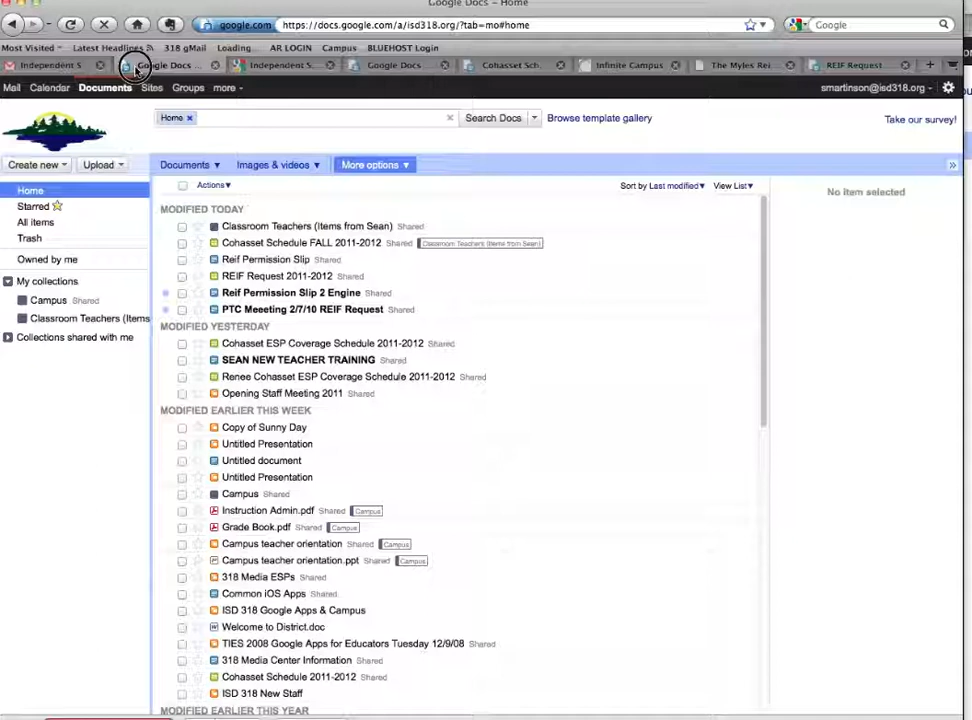 Google Docs – Home
google.com https://docs.google.com/a/isd318.org/?tab=mo#home Google
Most Visited Latest Headlines 318 gMail Loading... AR LOGIN Campus BLUEHOST Login
Independent S... Google Docs ... Independent S... Google Docs Cohasset Sch... Infinite Campus The Myles Rei... REIF Request
Mail Calendar Documents Sites Groups more smartinson@isd318.org
Home × Search Docs Browse template gallery Take our survey!
Create new Upload Documents Images & videos More options »
Home Actions Sort by Last modified View List No item selected
Starred
All items
Trash
Owned by me
My collections
Campus Shared
Classroom Teachers (Items
Collections shared with me
MODIFIED TODAY
Classroom Teachers (Items from Sean) Shared
Cohasset Schedule FALL 2011-2012 Shared Classroom Teachers (Items from Sean)
Reif Permission Slip Shared
REIF Request 2011-2012 Shared
Reif Permission Slip 2 Engine Shared
PTC Meeeting 2/7/10 REIF Request Shared
MODIFIED YESTERDAY
Cohasset ESP Coverage Schedule 2011-2012 Shared
SEAN NEW TEACHER TRAINING Shared
Renee Cohasset ESP Coverage Schedule 2011-2012 Shared
Opening Staff Meeting 2011 Shared
MODIFIED EARLIER THIS WEEK
Copy of Sunny Day
Untitled Presentation
Untitled document
Untitled Presentation
Campus Shared
Instruction Admin.pdf Shared Campus
Grade Book.pdf Shared Campus
Campus teacher orientation Shared Campus
Campus teacher orientation.ppt Shared Campus
318 Media ESPs Shared
Common iOS Apps Shared
ISD 318 Google Apps & Campus
Welcome to District.doc
TIES 2008 Google Apps for Educators Tuesday 12/9/08 Shared
318 Media Center Information Shared
Cohasset Schedule 2011-2012 Shared
ISD 318 New Staff
MODIFIED EARLIER THIS YEAR